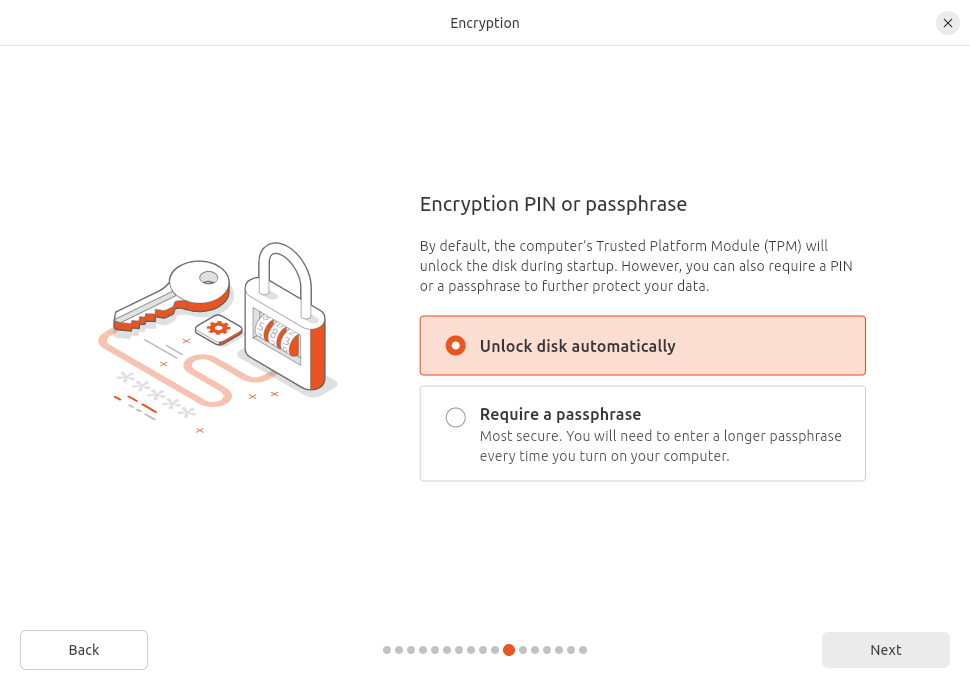 Encryption
Encryption PIN or passphrase
By default, the computer's Trusted Platform Module (TPM) will
unlock the disk during startup. However, you can also require a PIN
or a passphrase to further protect your data.
Unlock disk automatically
Require a passphrase
Most secure. You will need to enter a longer passphrase
every time you turn on your computer.
Back
Next